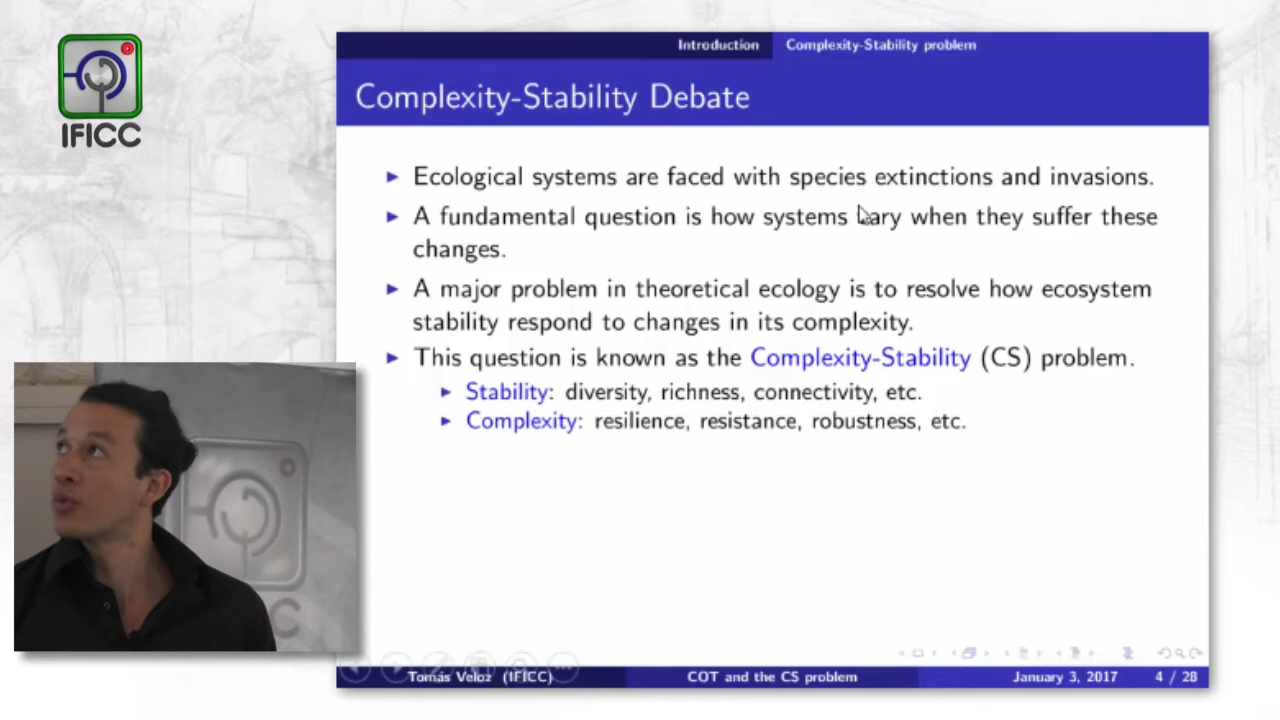 IFICC
Introduction Complexity-Stability problem
Complexity-Stability Debate
Ecological systems are faced with species extinctions and invasions.
A fundamental question is how systems vary when they suffer these
changes.
A major problem in theoretical ecology is to resolve how ecosystem
stability respond to changes in its complexity.
This question is known as the Complexity-Stability (CS) problem.
Stability: diversity, richness, connectivity, etc.
Complexity: resilience, resistance, robustness, etc.
Tomás Veloz (IFICC) COT and the CS problem January 3, 2017 4 / 28